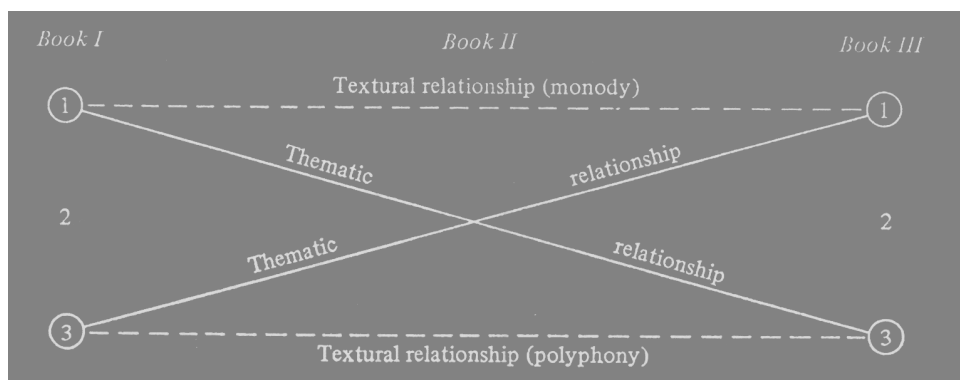 Book I
Book II
Book III
Textural relationship (monody)
1
1
Thematic
relationship
2
2
Thematic
relationship
3
3
Textural relationship (polyphony)